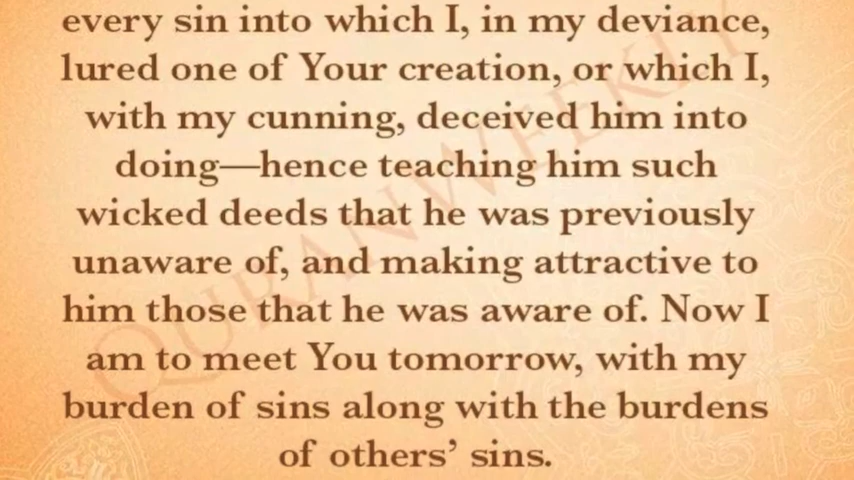 every sin into which I, in my deviance,
lured one of Your creation, or which I,
with my cunning, deceived him into
doing—hence teaching him such
wicked deeds that he was previously
unaware of, and making attractive to
him those that he was aware of. Now I
am to meet You tomorrow, with my
burden of sins along with the burdens
of others’ sins.
QURANWEEKLY